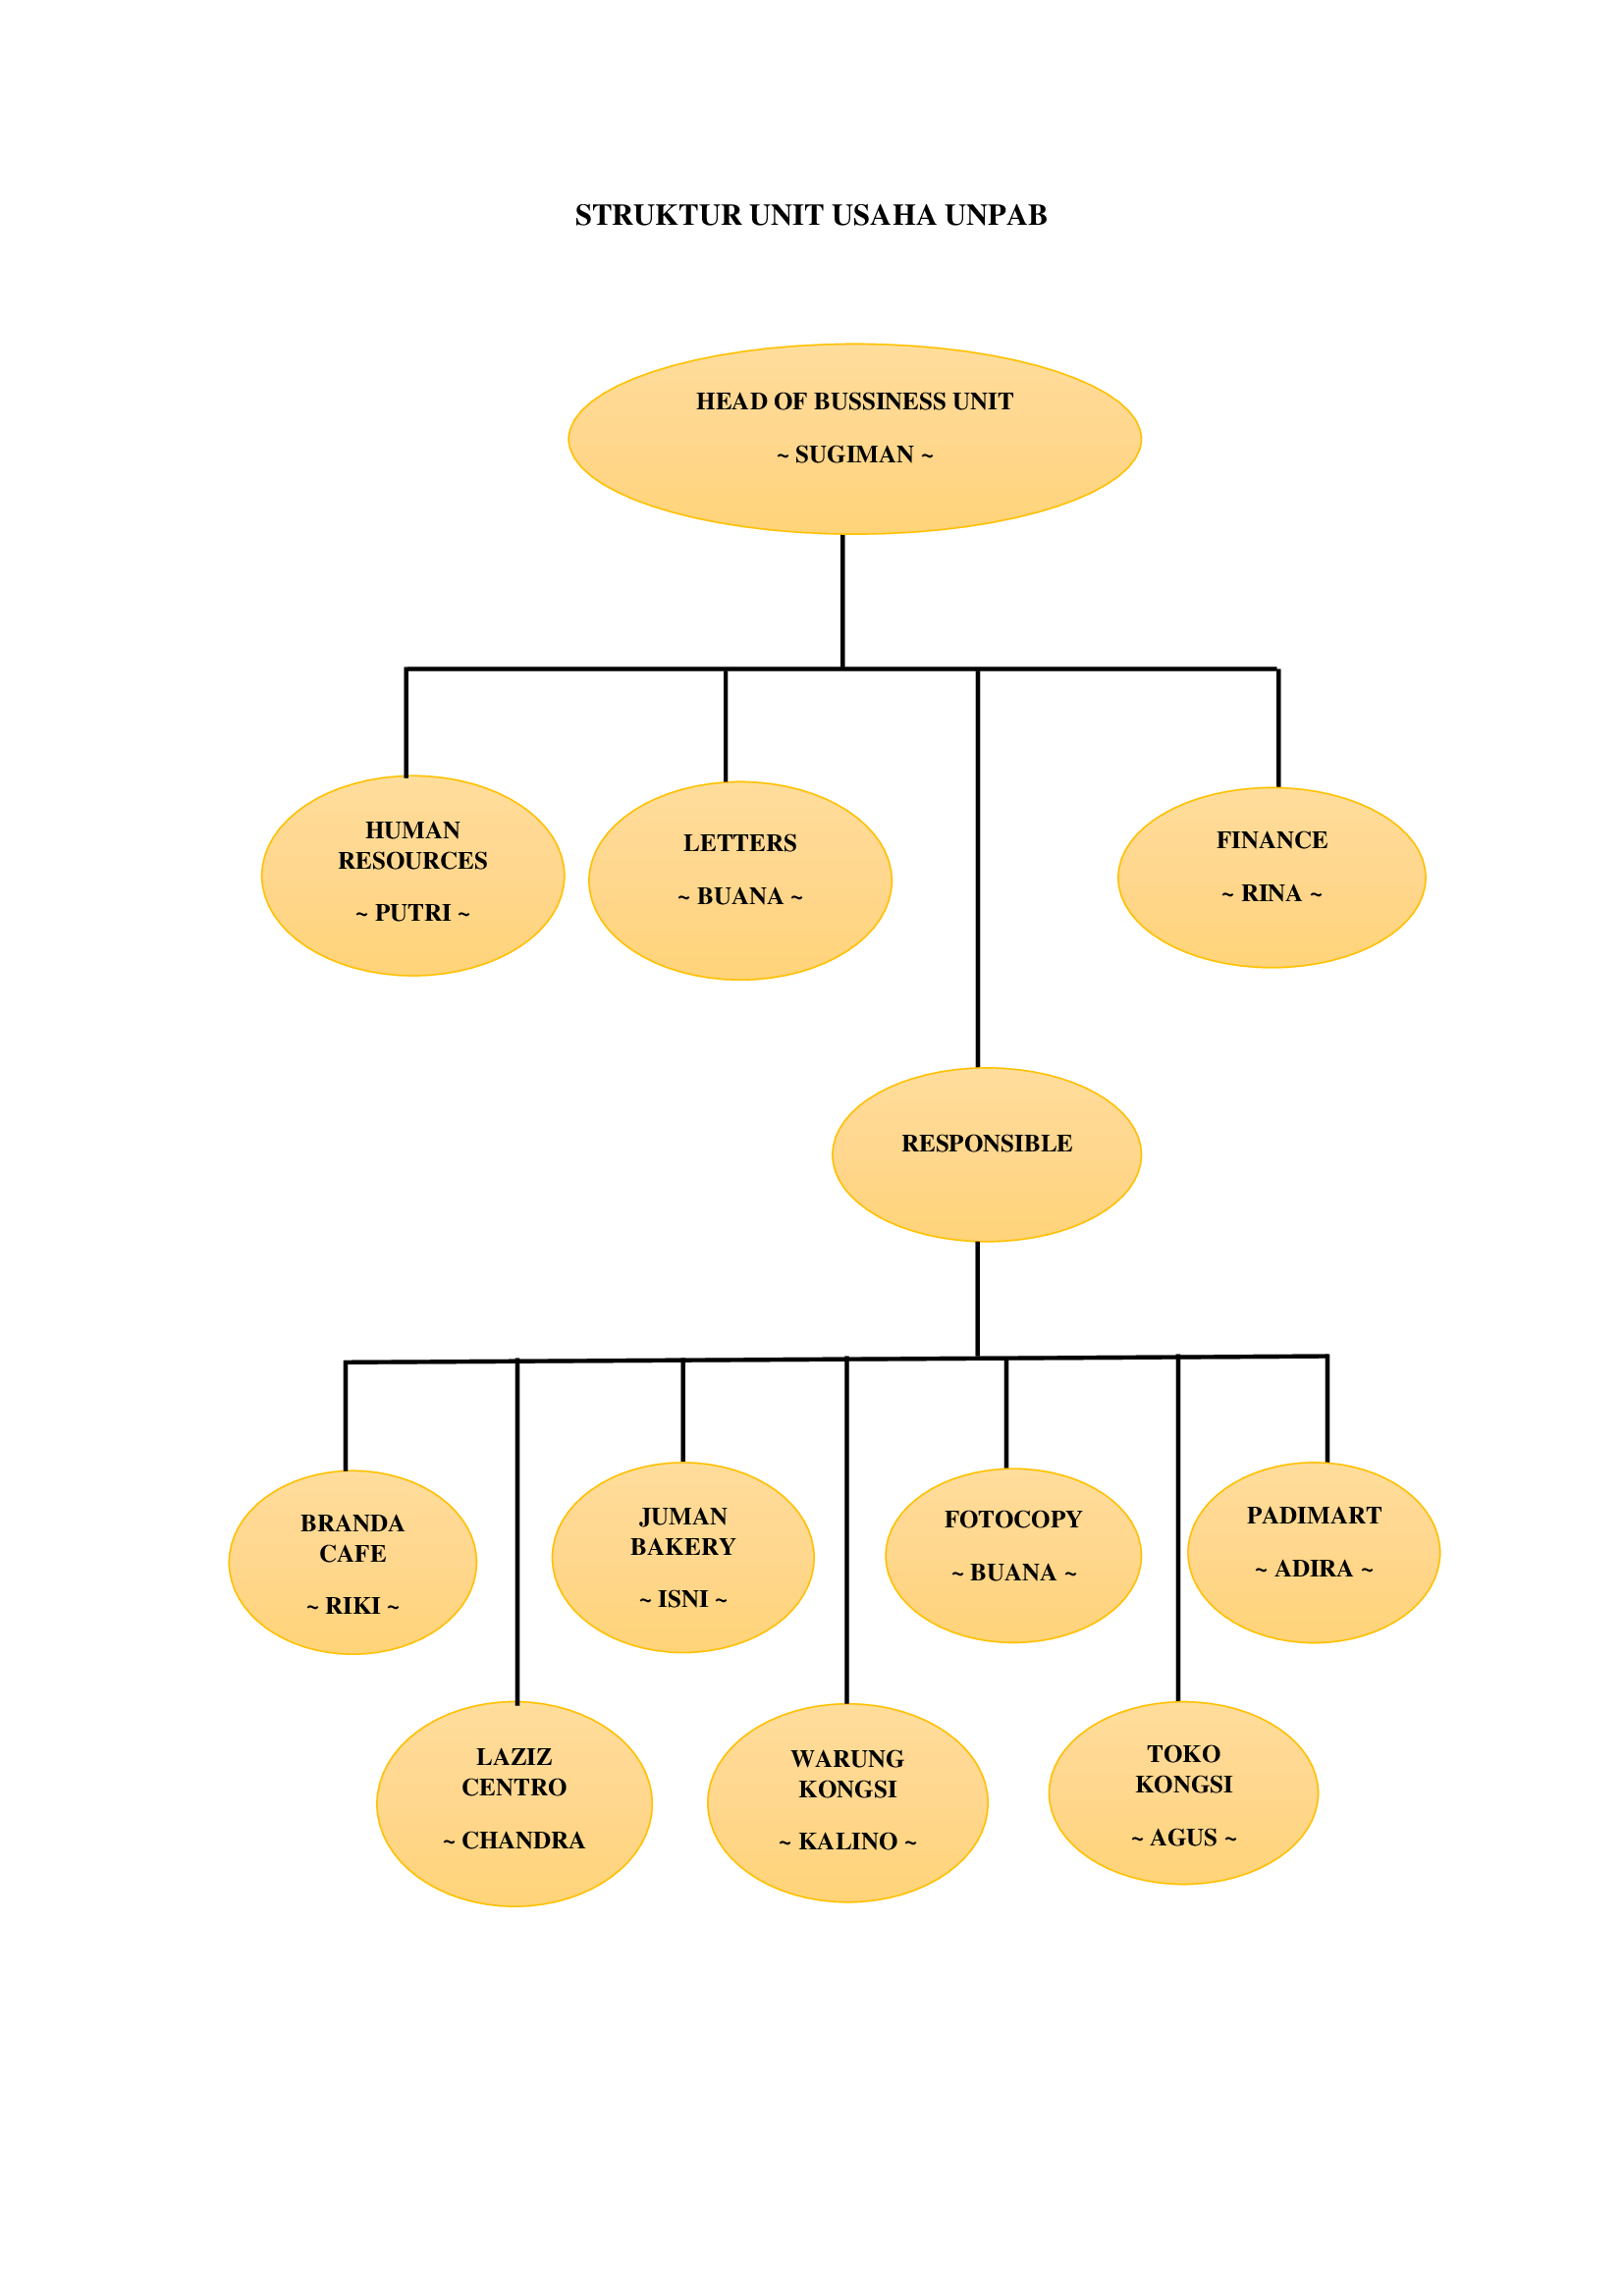 STRUKTUR UNIT USAHA UNPAB
HEAD OF BUSSINESS UNIT
~ SUGIMAN ~
HUMAN
RESOURCES
~ PUTRI ~
LETTERS
~ BUANA ~
FINANCE
~ RINA ~
RESPONSIBLE
BRANDA
CAFE
~ RIKI ~
JUMAN
BAKERY
~ ISNI ~
FOTOCOPY
~ BUANA ~
PADIMART
~ ADIRA ~
LAZIZ
CENTRO
~ CHANDRA
WARUNG
KONGSI
~ KALINO ~
TOKO
KONGSI
~ AGUS ~